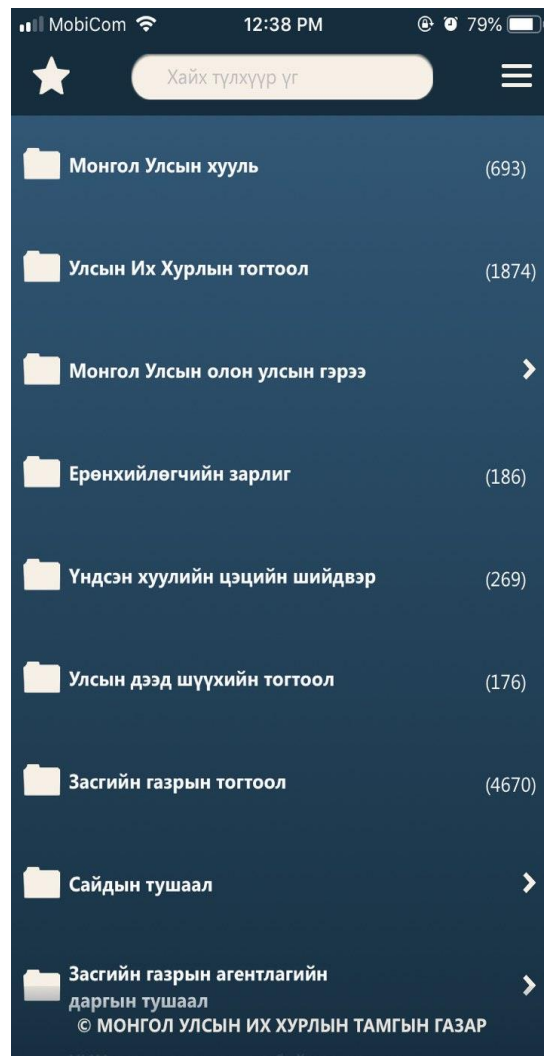 MobiCom 12:38 PM 79%
Хайх түлхүүр үг
Монгол Улсын хууль (693)
Улсын Их Хурлын тогтоол (1874)
Монгол Улсын олон улсын гэрээ
Ерөнхийлөгчийн зарлиг (186)
Үндсэн хуулийн цэцийн шийдвэр (269)
Улсын дээд шүүхийн тогтоол (176)
Засгийн газрын тогтоол (4670)
Сайдын тушаал
Засгийн газрын агентлагийн
даргын тушаал
© МОНГОЛ УЛСЫН ИХ ХУРЛЫН ТАМГЫН ГАЗАР